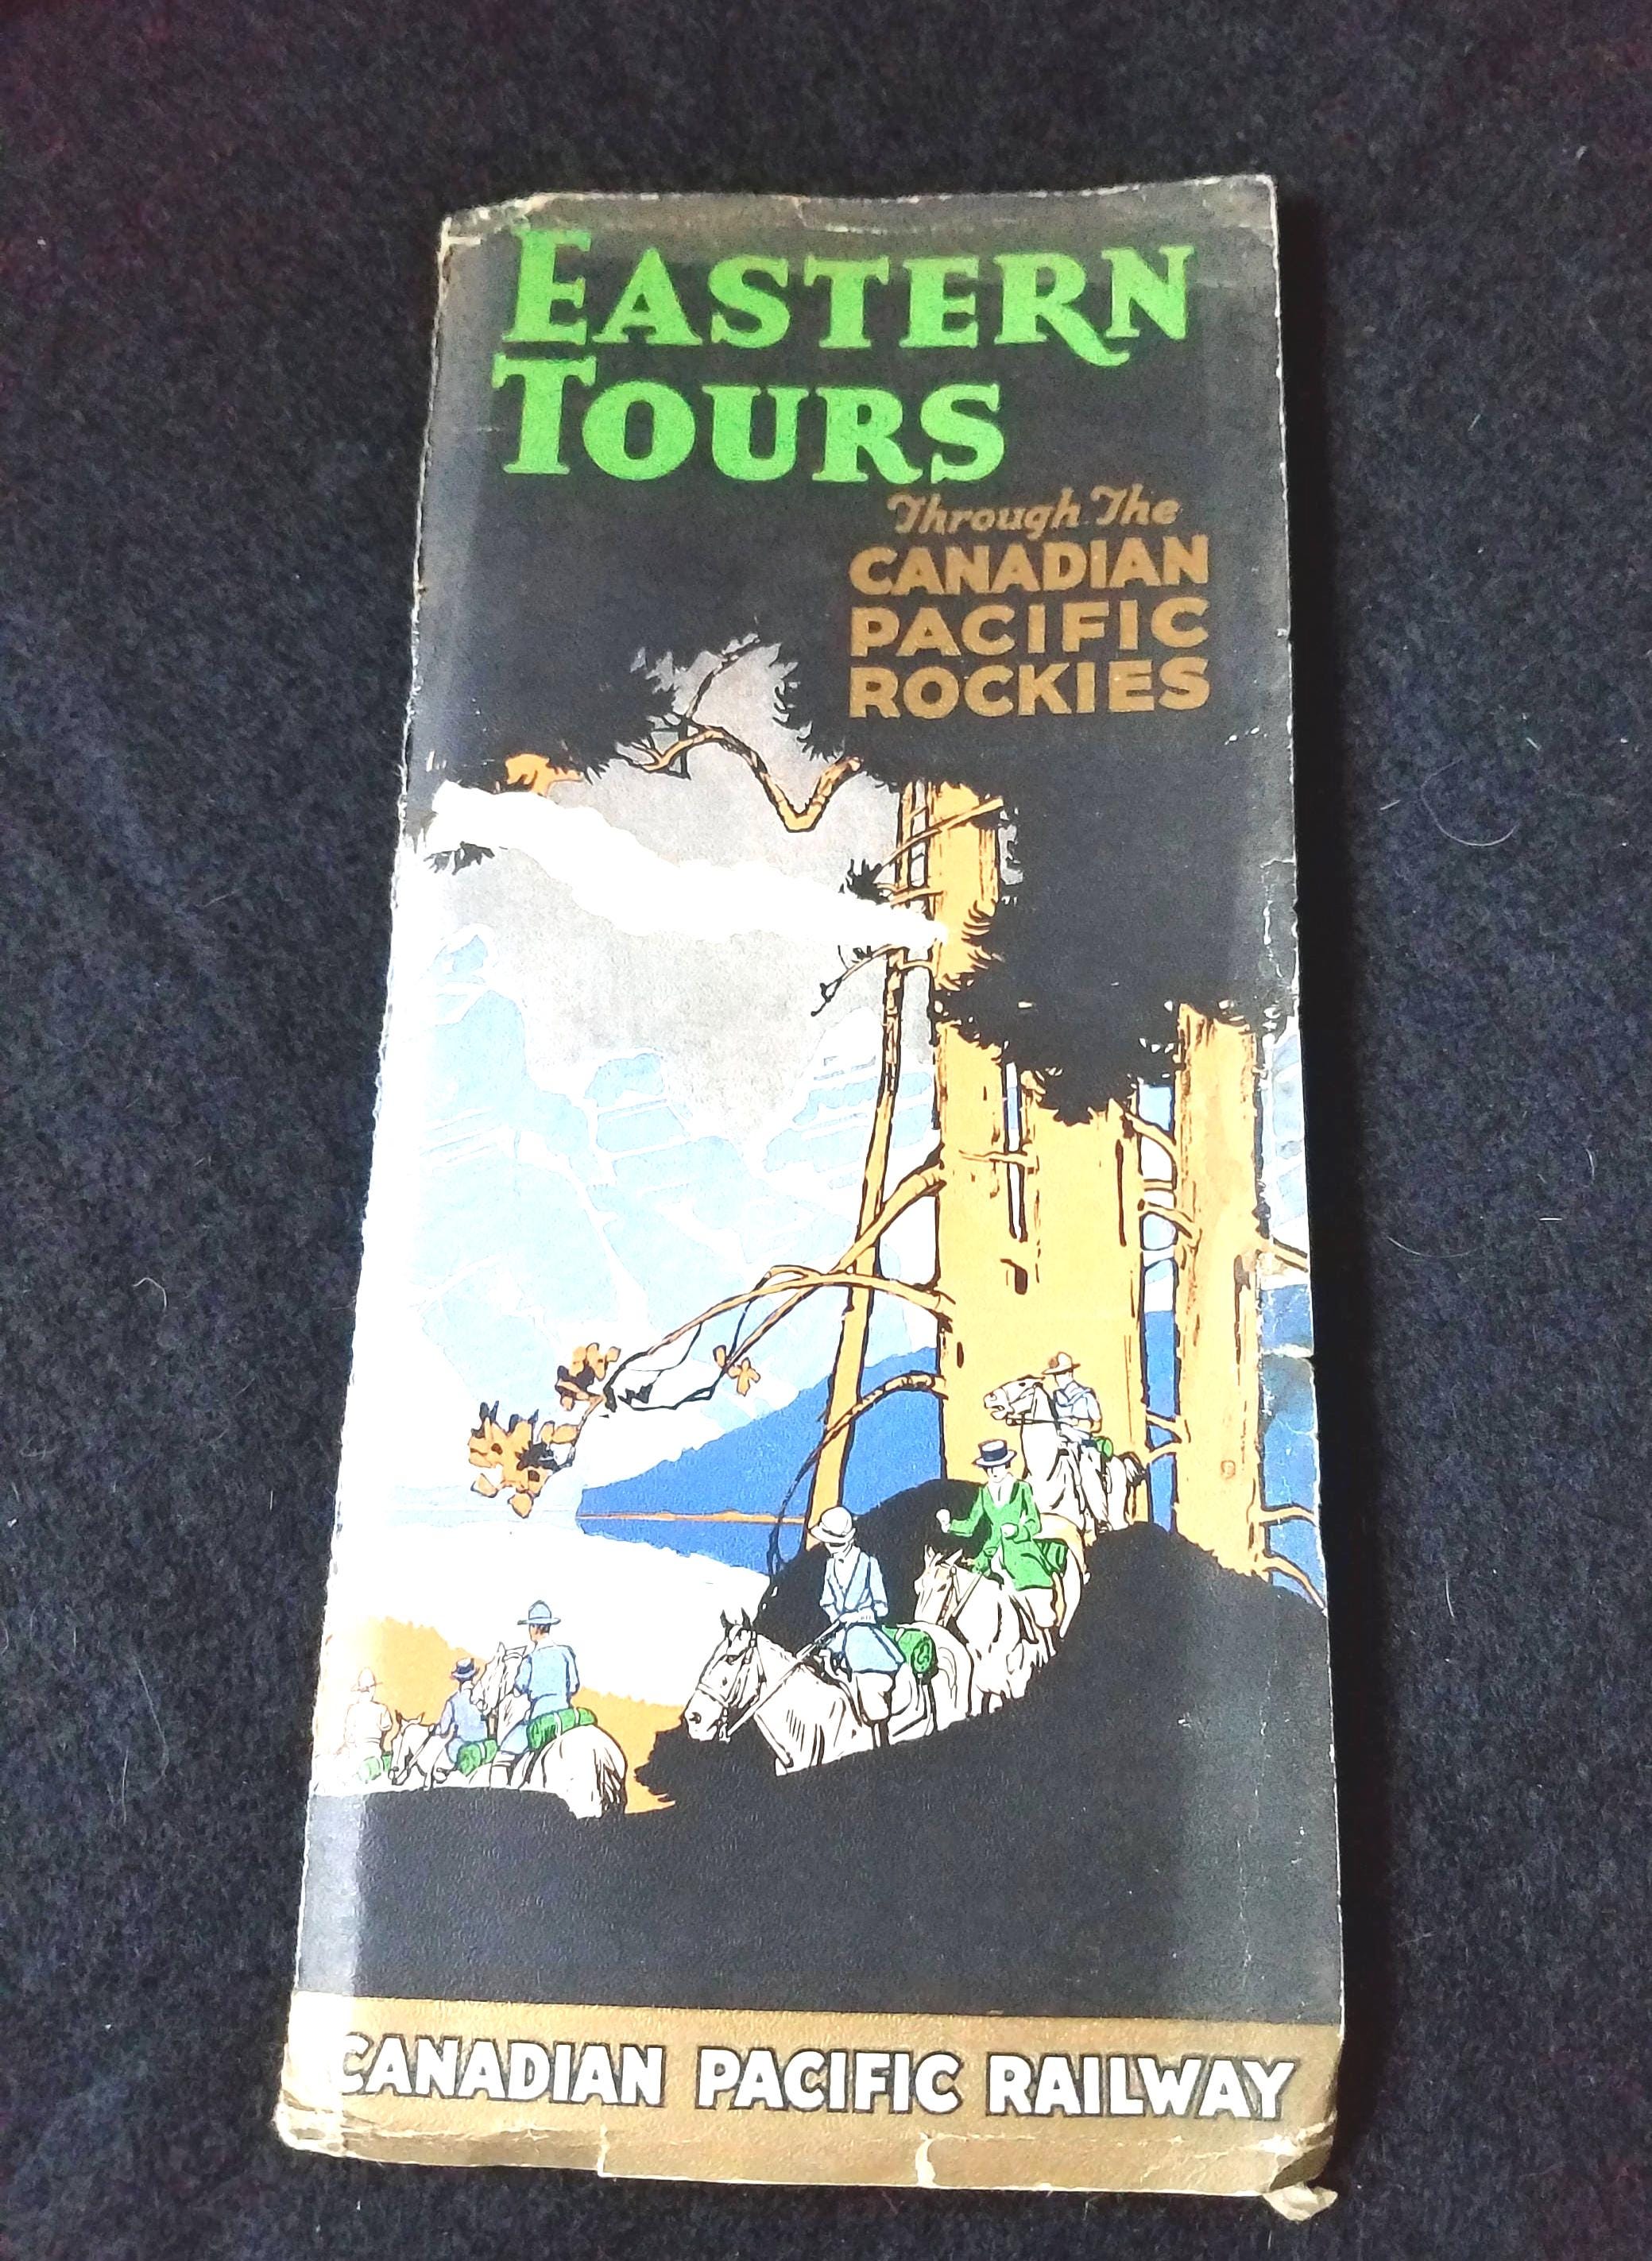 EASTERN
TOURS
Through The
CANADIAN
PACIFIC
ROCKIES
CANADIAN PACIFIC RAILWAY